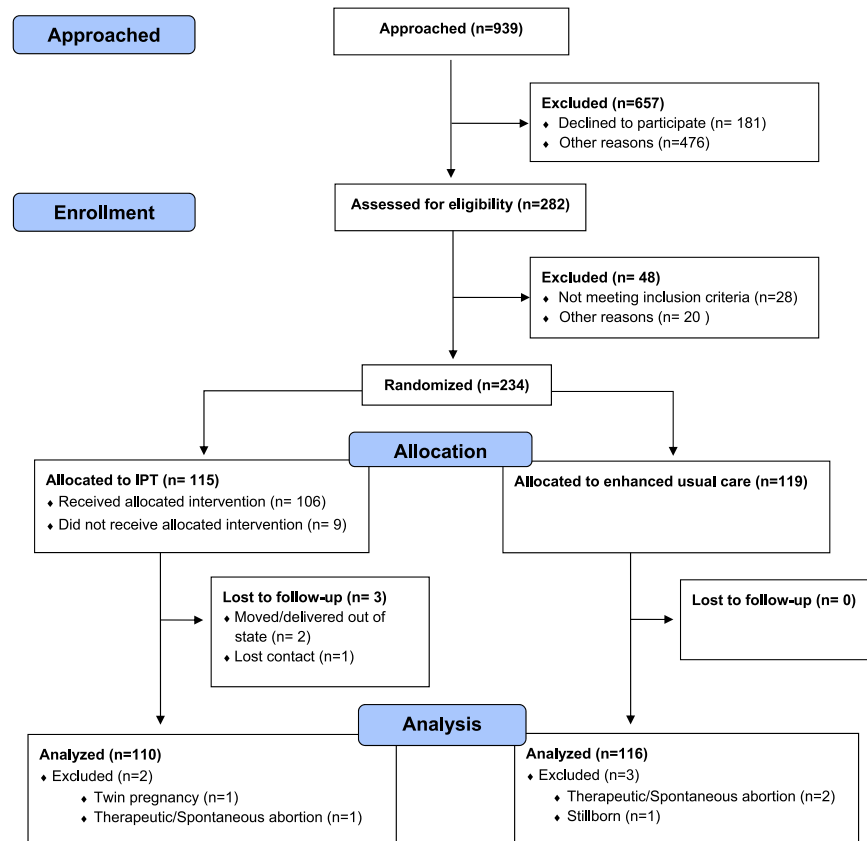 Approached
Approached (n=939)
Excluded (n=657)
♦ Declined to participate (n= 181)
♦ Other reasons (n=476)
Enrollment
Assessed for eligibility (n=282)
Excluded (n= 48)
♦ Not meeting inclusion criteria (n=28)
♦ Other reasons (n= 20 )
Randomized (n=234)
Allocation
Allocated to IPT (n= 115)
♦ Received allocated intervention (n= 106)
♦ Did not receive allocated intervention (n= 9)
Allocated to enhanced usual care (n=119)
Lost to follow-up (n= 3)
♦ Moved/delivered out of
state (n= 2)
♦ Lost contact (n=1)
Lost to follow-up (n= 0)
Analysis
Analyzed (n=110)
♦ Excluded (n=2)
♦ Twin pregnancy (n=1)
♦ Therapeutic/Spontaneous abortion (n=1)
Analyzed (n=116)
♦ Excluded (n=3)
♦ Therapeutic/Spontaneous abortion (n=2)
♦ Stillborn (n=1)